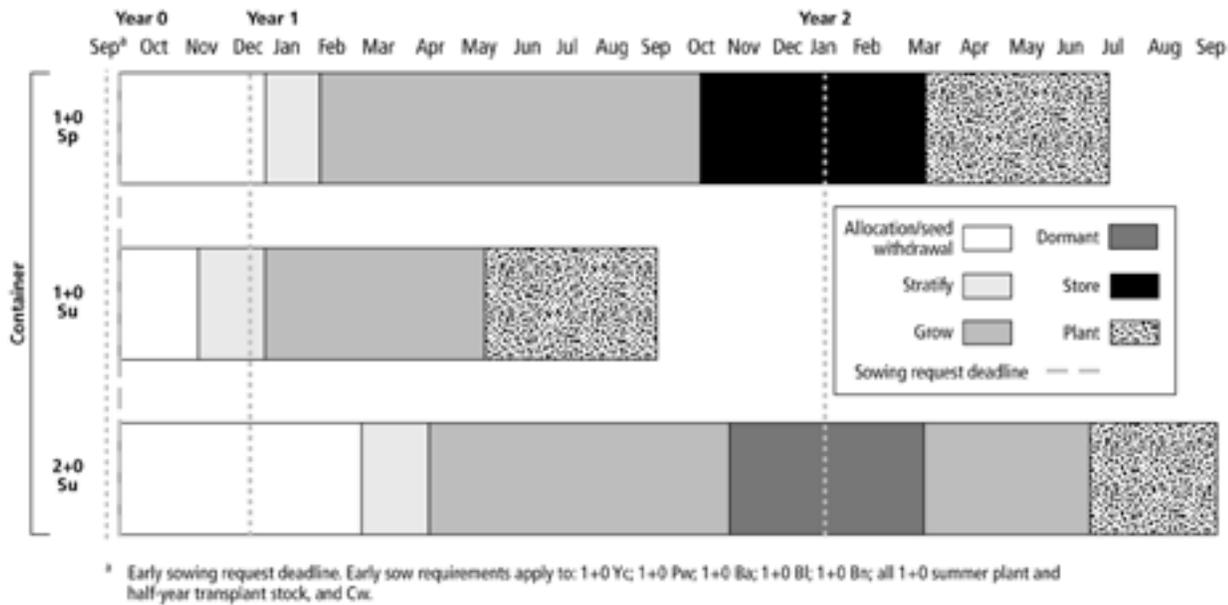 Year 0 Year 1 Year 2
Sepᵃ Oct Nov Dec Jan Feb Mar Apr May Jun Jul Aug Sep Oct Nov Dec Jan Feb Mar Apr May Jun Jul Aug Sep
Container
1+0
Sp
1+0
Su
2+0
Su
Allocation/seed
withdrawal
Dormant
Stratify
Store
Grow
Plant
Sowing request deadline
ᵃ Early sowing request deadline. Early sow requirements apply to: 1+0 Yc; 1+0 Pw; 1+0 Ba; 1+0 Bl; 1+0 Bn; all 1+0 summer plant and
half-year transplant stock, and Cw.